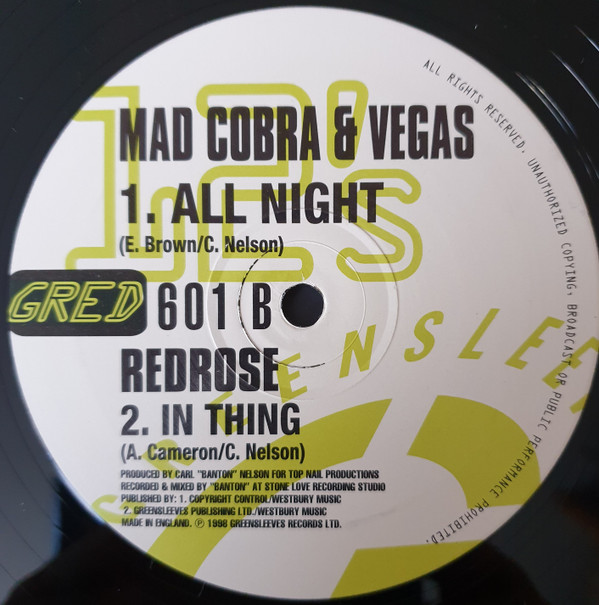 12's
MAD COBRA & VEGAS
1. ALL NIGHT
(E. Brown/C. Nelson)
GRED 601 B
REDROSE
2. IN THING
(A. Cameron/C. Nelson)
PRODUCED BY CARL "BANTON" NELSON FOR TOP NAIL PRODUCTIONS
RECORDED & MIXED BY "BANTON" AT STONE LOVE RECORDING STUDIO
PUBLISHED BY: 1. COPYRIGHT CONTROL/WESTBURY MUSIC
2. GREENSLEEVES PUBLISHING LTD./WESTBURY MUSIC
MADE IN ENGLAND. ℗ 1998 GREENSLEEVES RECORDS LTD.
ALL RIGHTS RESERVED. UNAUTHORIZED COPYING, BROADCAST OR PUBLIC PERFORMANCE PROHIBITED.